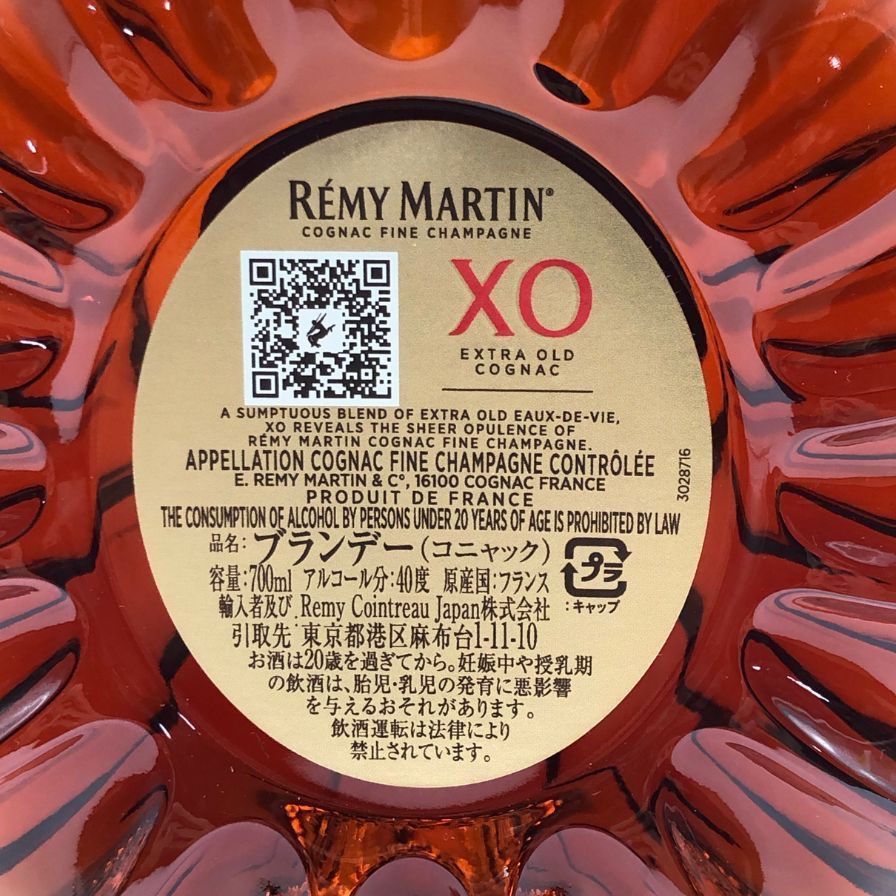 RÉMY MARTIN®
COGNAC FINE CHAMPAGNE
XO
EXTRA OLD
COGNAC
A SUMPTUOUS BLEND OF EXTRA OLD EAUX-DE-VIE,
XO REVEALS THE SHEER OPULENCE OF
RÉMY MARTIN COGNAC FINE CHAMPAGNE.
APPELLATION COGNAC FINE CHAMPAGNE CONTRÔLÉE
E. REMY MARTIN & C°, 16100 COGNAC FRANCE
PRODUIT DE FRANCE
THE CONSUMPTION OF ALCOHOL BY PERSONS UNDER 20 YEARS OF AGE IS PROHIBITED BY LAW
3028716
品名:ブランデー(コニャック)
容量:700ml アルコール分:40度 原産国:フランス
プラ
:キャップ
輸入者及び Remy Cointreau Japan株式会社
引取先:東京都港区麻布台1-11-10
お酒は20歳を過ぎてから。妊娠中や授乳期
の飲酒は、胎児・乳児の発育に悪影響
を与えるおそれがあります。
飲酒運転は法律により
禁止されています。